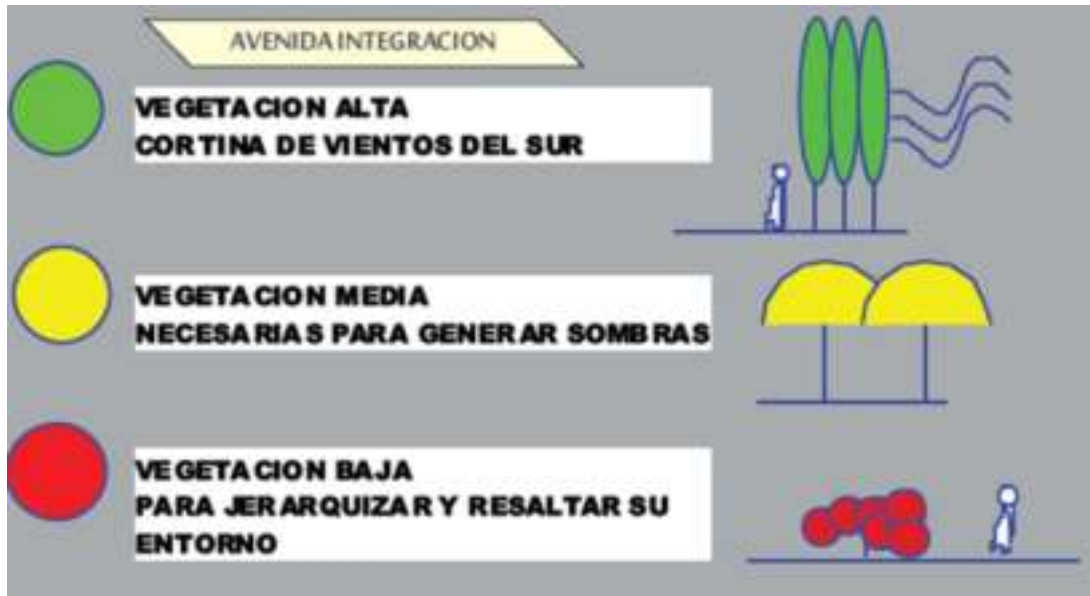 AVENIDA INTEGRACION
VEGETACION ALTA
CORTINA DE VIENTOS DEL SUR
VEGETACION MEDIA
NECESARIAS PARA GENERAR SOMBRAS
VEGETACION BAJA
PARA JERARQUIZAR Y RESALTAR SU
ENTORNO